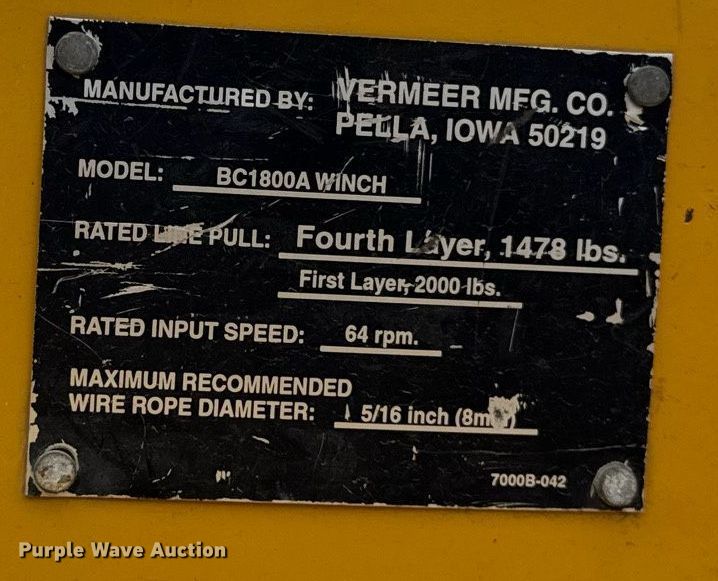 MANUFACTURED BY: VERMEER MFG. CO.
PELLA, IOWA 50219
MODEL: BC1800A WINCH
RATED LINE PULL: Fourth Layer, 1478 lbs.
First Layer, 2000 lbs.
RATED INPUT SPEED: 64 rpm.
MAXIMUM RECOMMENDED
WIRE ROPE DIAMETER: 5/16 inch (8mm)
7000B-042
Purple Wave Auction